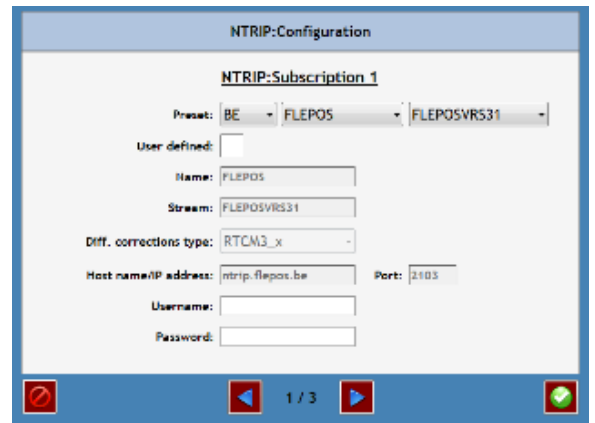 NTRIP:Configuration
NTRIP:Subscription 1
Preset: BE FLEPOS FLEPOSVRS31
User defined:
Name: FLEPOS
Stream: FLEPOSVRS31
Diff. corrections type: RTCM3_x
Host name/IP address: ntrip.flepos.be Port: 2103
Username:
Password:
1 / 3